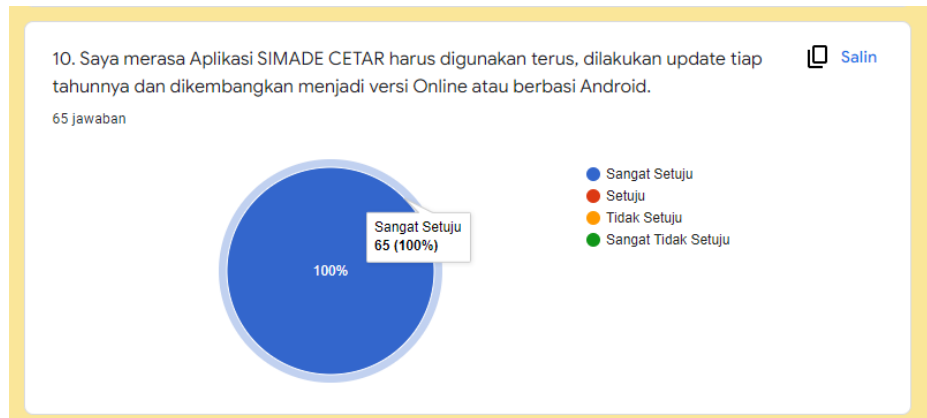 10. Saya merasa Aplikasi SIMADE CETAR harus digunakan terus, dilakukan update tiap
tahunnya dan dikembangkan menjadi versi Online atau berbasi Android.
Salin
65 jawaban
Sangat Setuju
65 (100%)
100%
Sangat Setuju
Setuju
Tidak Setuju
Sangat Tidak Setuju